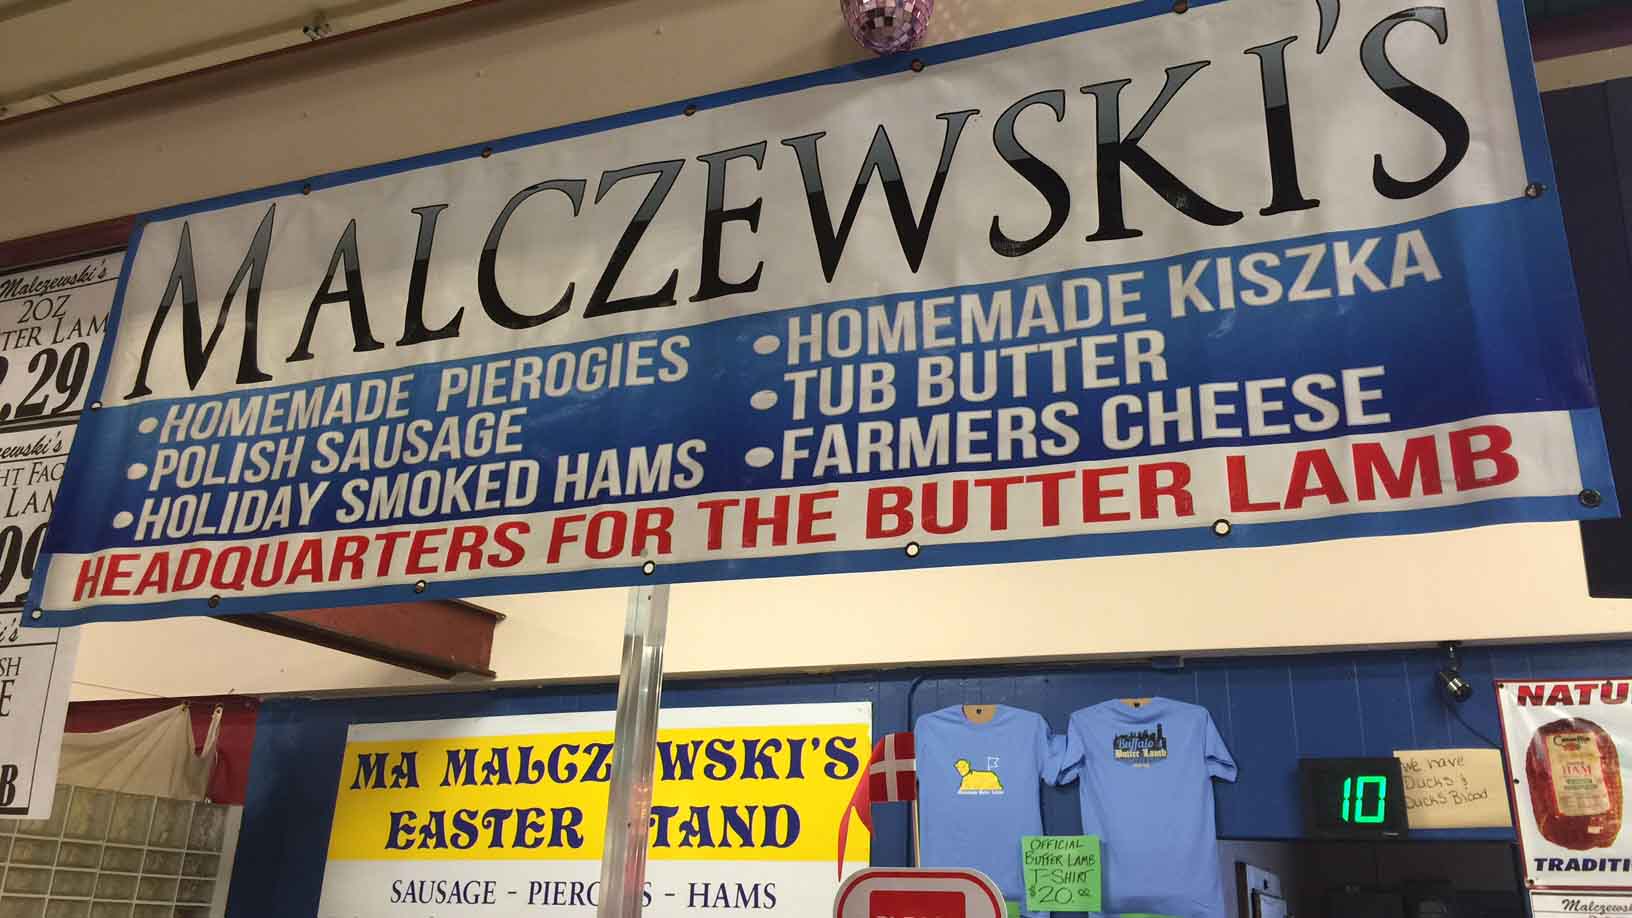 MALCZEWSKI'S
•HOMEMADE PIEROGIES
•POLISH SAUSAGE
•HOLIDAY SMOKED HAMS
•HOMEMADE KISZKA
•TUB BUTTER
•FARMERS CHEESE
HEADQUARTERS FOR THE BUTTER LAMB
Malczewski's
2OZ
TER LAM
.29
MA MALCZ WSKI'S
EASTER TAND
SAUSAGE - PIERO S - HAMS
Buffalo's
Butter Lamb
OFFICIAL
BUTTER LAMB
T-SHIRT
$20.00
10
We have
Ducks &
Ducks Blood
NATU
HAM
TRADITI
Malczewsk